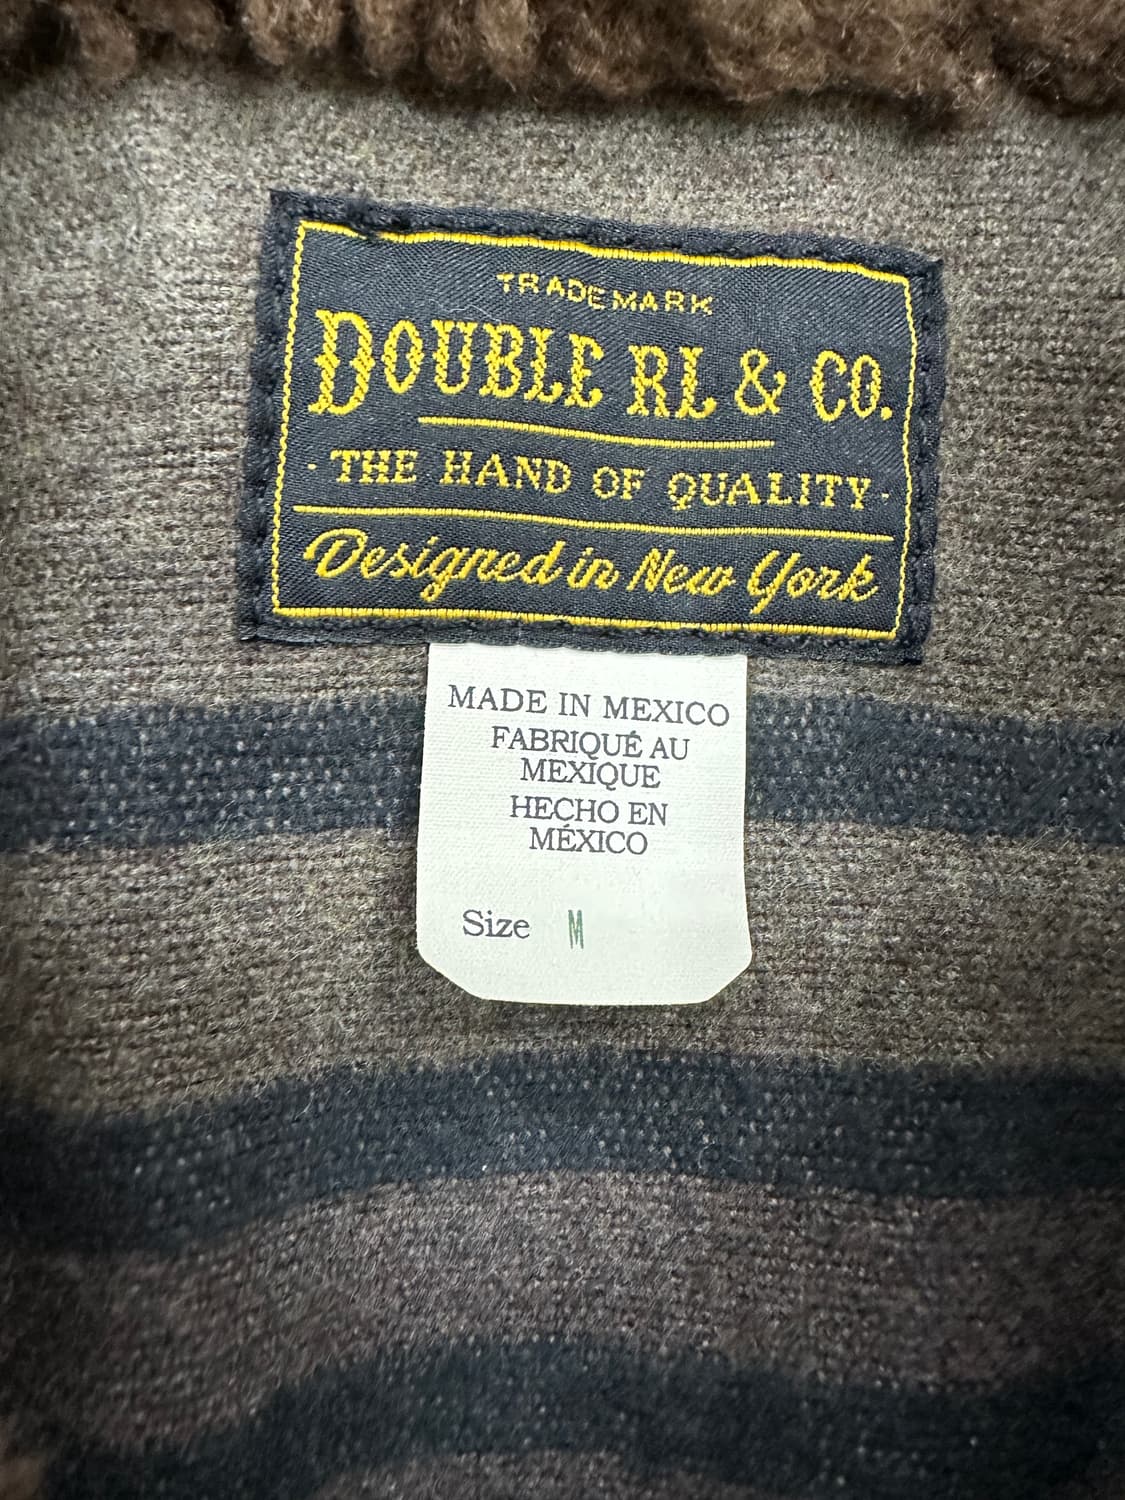 TRADEMARK
DOUBLE RL & CO.
· THE HAND OF QUALITY ·
Designed in New York
MADE IN MEXICO
FABRIQUÉ AU
MEXIQUE
HECHO EN
MÉXICO
Size M